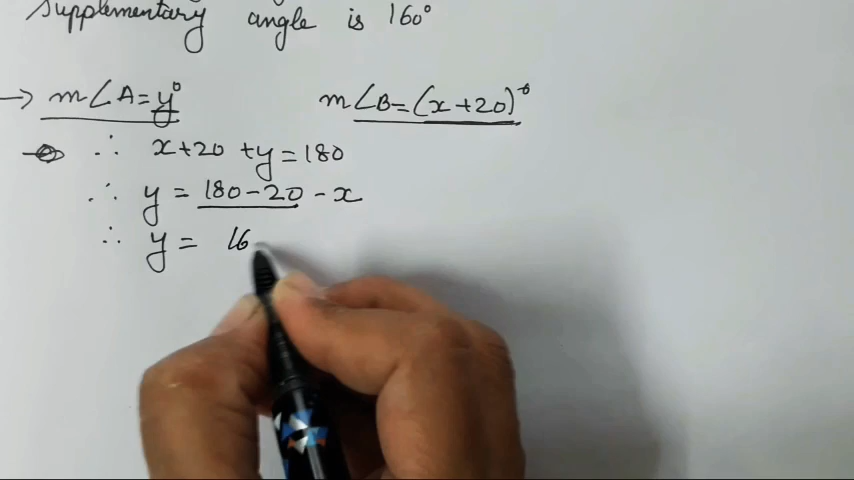 Supplementary angle is 160°
→ m∠A=y° m∠B=(x+20)°
∴ x+20 +y=180
∴ y = 180-20-x
∴ y = 16